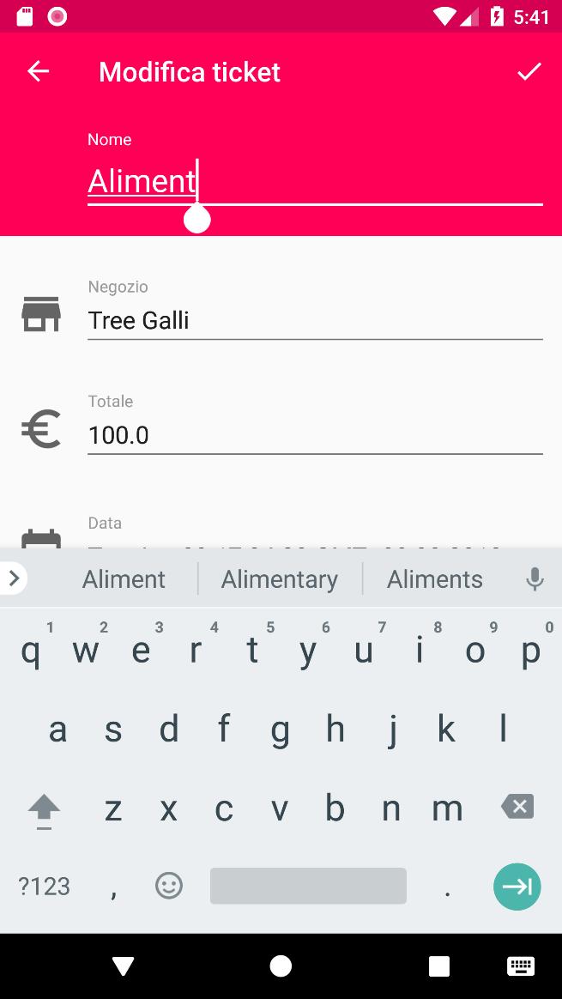 5:41
Modifica ticket
Nome
Aliment
Negozio
Tree Galli
Totale
100.0
Data
Aliment Alimentary Aliments
1 2 3 4 5 6 7 8 9 0
q w e r t y u i o p
a s d f g h j k l
z x c v b n m
?123 , .